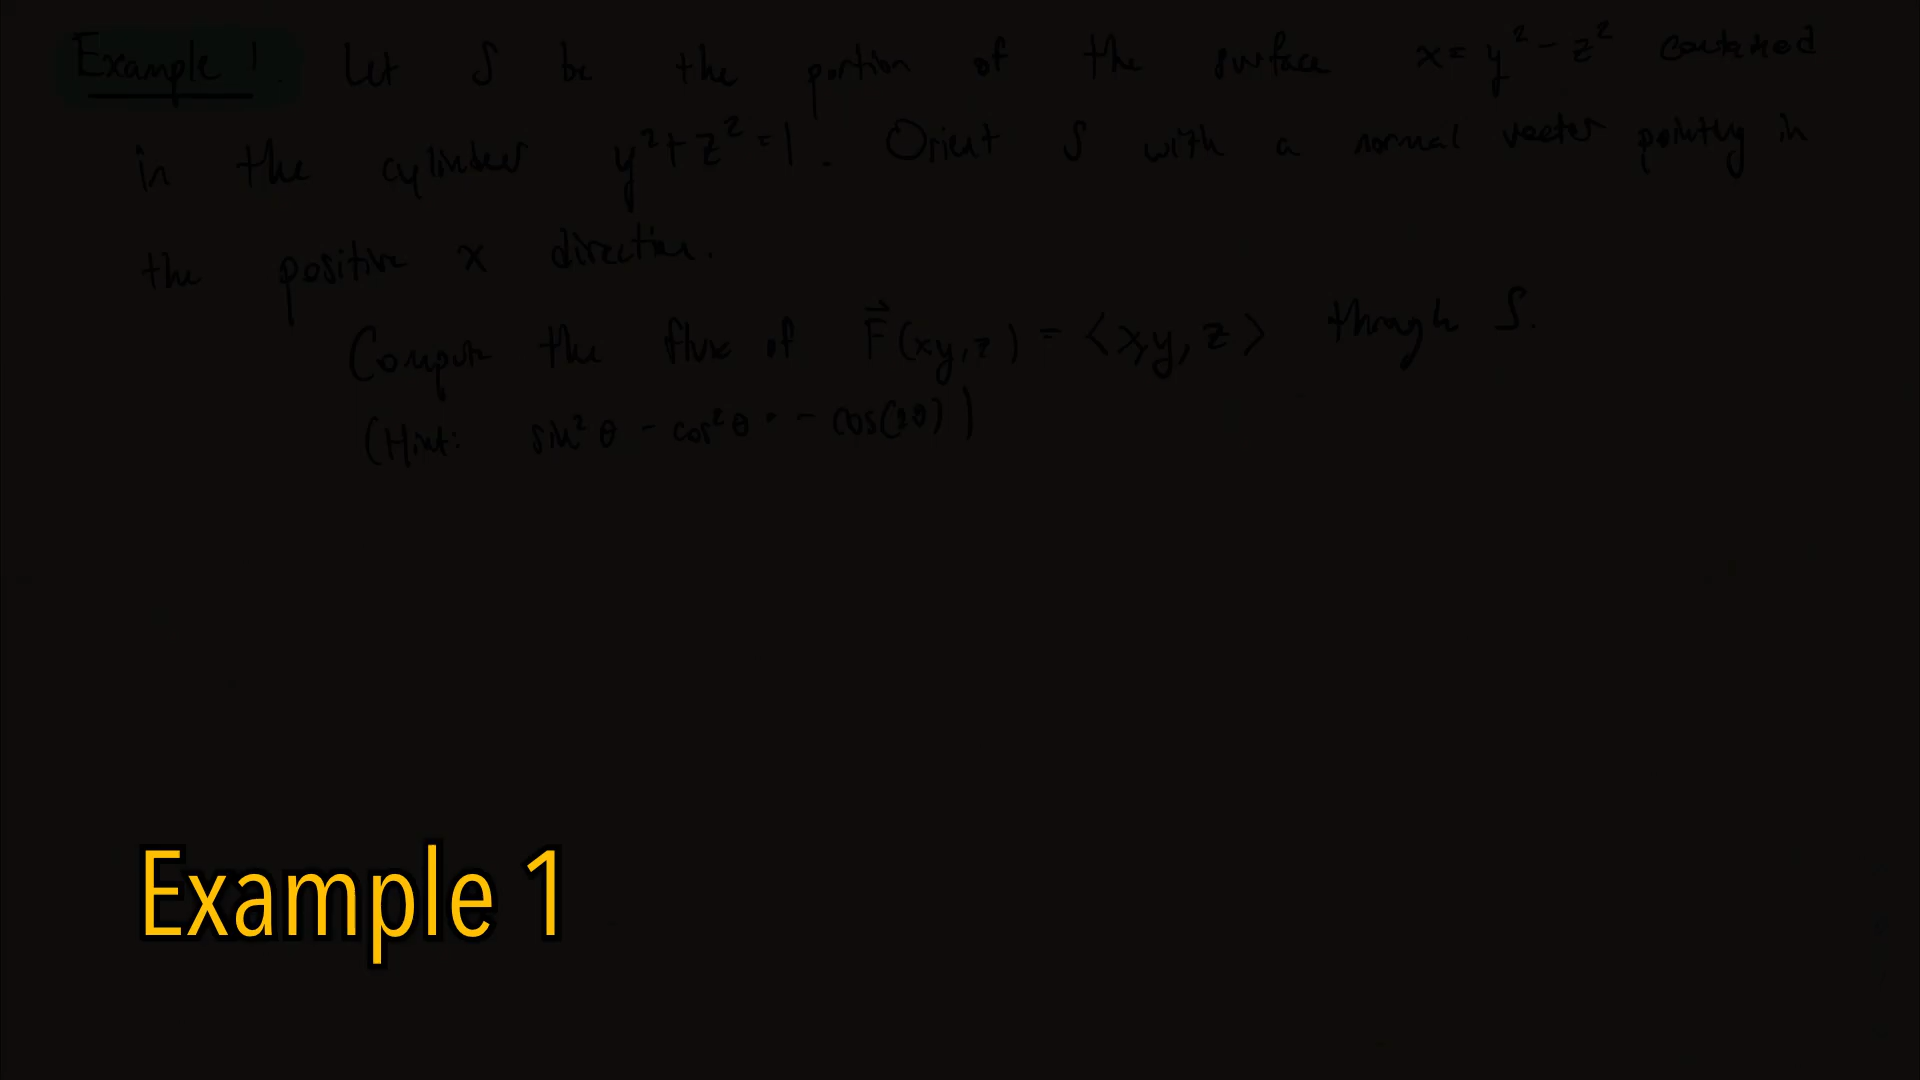 Example 1. Let S be the portion of the surface x = y² - z² contained
in the cylinder y² + z² = 1. Orient S with a normal vector pointing in
the positive x direction.
Compute the flux of F⃗(x,y,z) = <x,y,z> through S.
(Hint: sin²θ - cos²θ = - cos(2θ))
Example 1